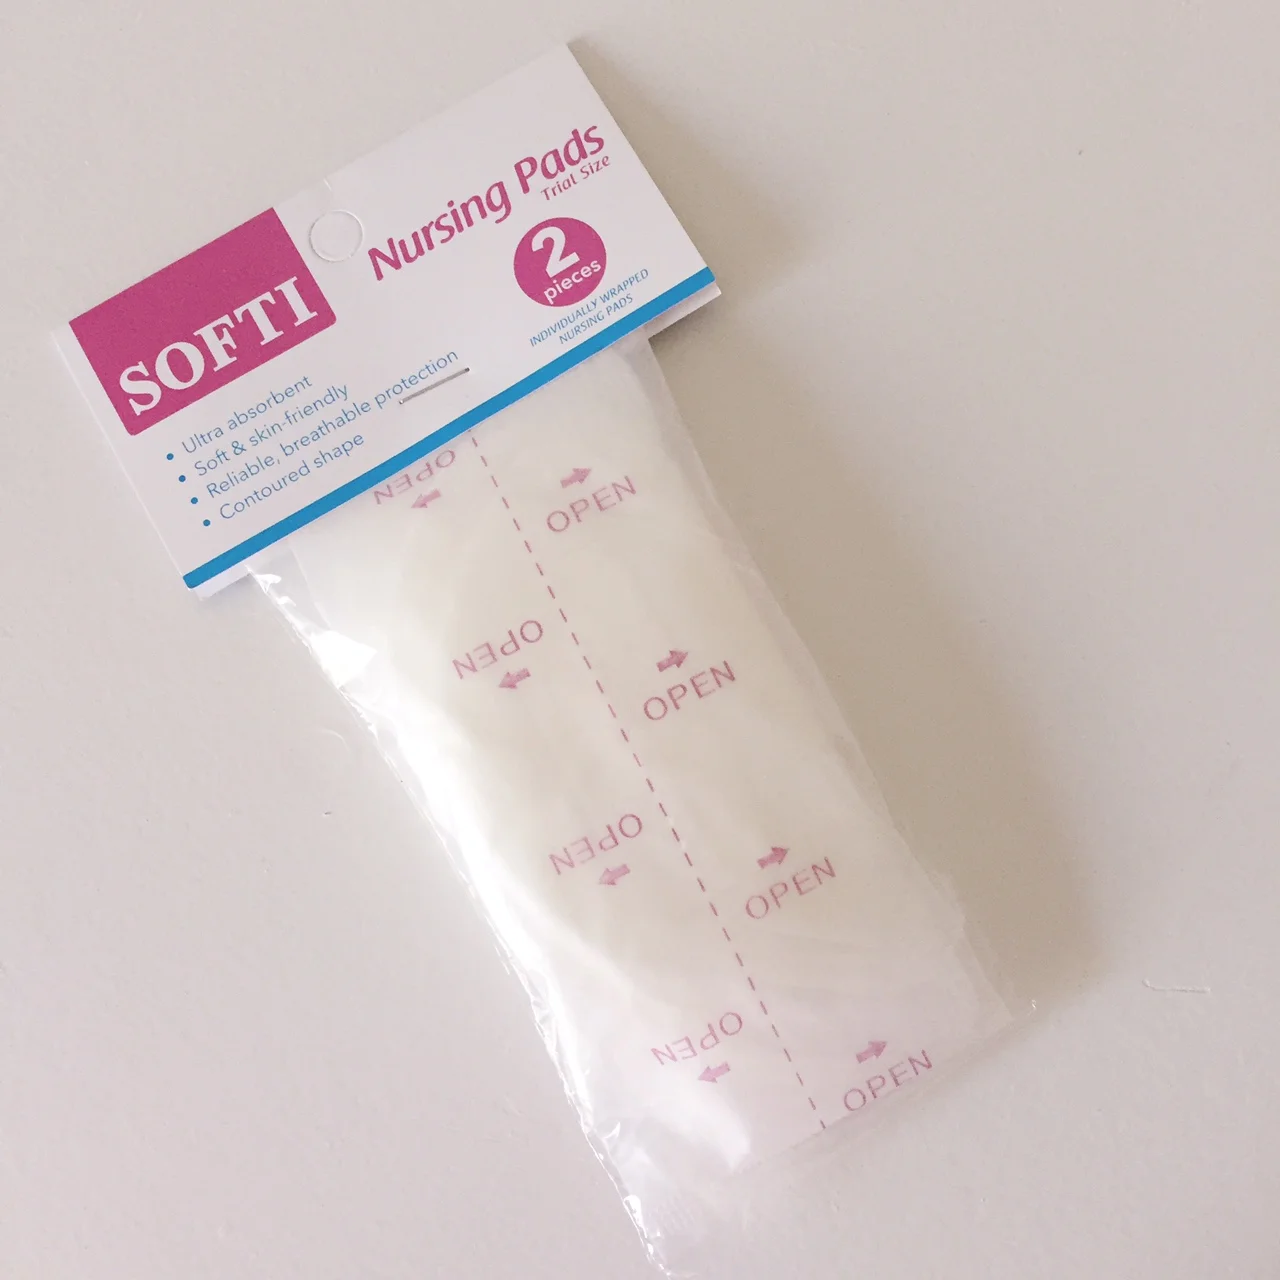 SOFTI
Nursing Pads
Trial Size
2
pieces
INDIVIDUALLY WRAPPED
NURSING PADS
• Ultra absorbent
• Soft & skin-friendly
• Reliable, breathable protection
• Contoured shape
OPEN
OPEN
OPEN
OPEN
OPEN
OPEN
OPEN
OPEN